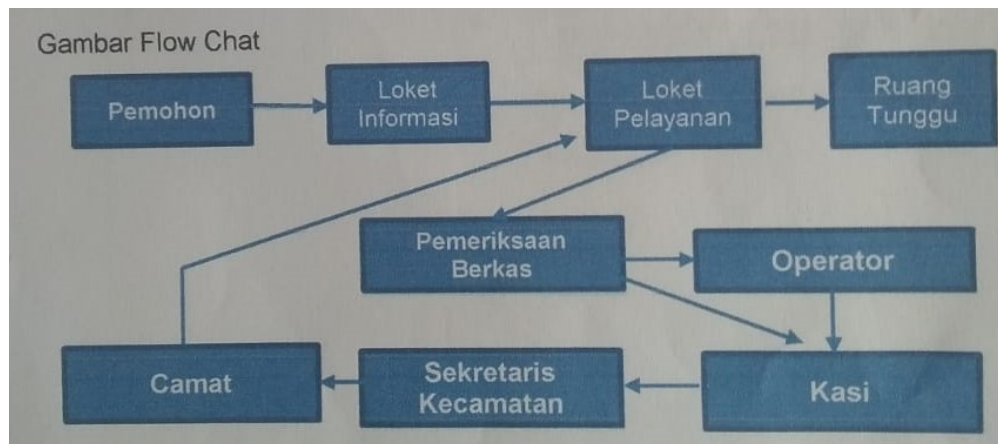 Gambar Flow Chat
Pemohon
Loket
Informasi
Loket
Pelayanan
Ruang
Tunggu
Pemeriksaan
Berkas
Operator
Camat
Sekretaris
Kecamatan
Kasi